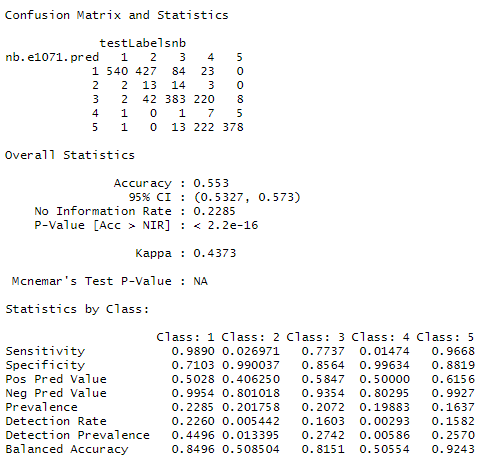 Confusion Matrix and Statistics
testLabelsnb
nb.e1071.pred 1 2 3 4 5
1 540 427 84 23 0
2 2 13 14 3 0
3 2 42 383 220 8
4 1 0 1 7 5
5 1 0 13 222 378
Overall Statistics
Accuracy : 0.553
95% CI : (0.5327, 0.573)
No Information Rate : 0.2285
P-Value [Acc > NIR] : < 2.2e-16
Kappa : 0.4373
Mcnemar's Test P-Value : NA
Statistics by Class:
Class: 1 Class: 2 Class: 3 Class: 4 Class: 5
Sensitivity 0.9890 0.026971 0.7737 0.01474 0.9668
Specificity 0.7103 0.990037 0.8564 0.99634 0.8819
Pos Pred Value 0.5028 0.406250 0.5847 0.50000 0.6156
Neg Pred Value 0.9954 0.801018 0.9354 0.80295 0.9927
Prevalence 0.2285 0.201758 0.2072 0.19883 0.1637
Detection Rate 0.2260 0.005442 0.1603 0.00293 0.1582
Detection Prevalence 0.4496 0.013395 0.2742 0.00586 0.2570
Balanced Accuracy 0.8496 0.508504 0.8151 0.50554 0.9243